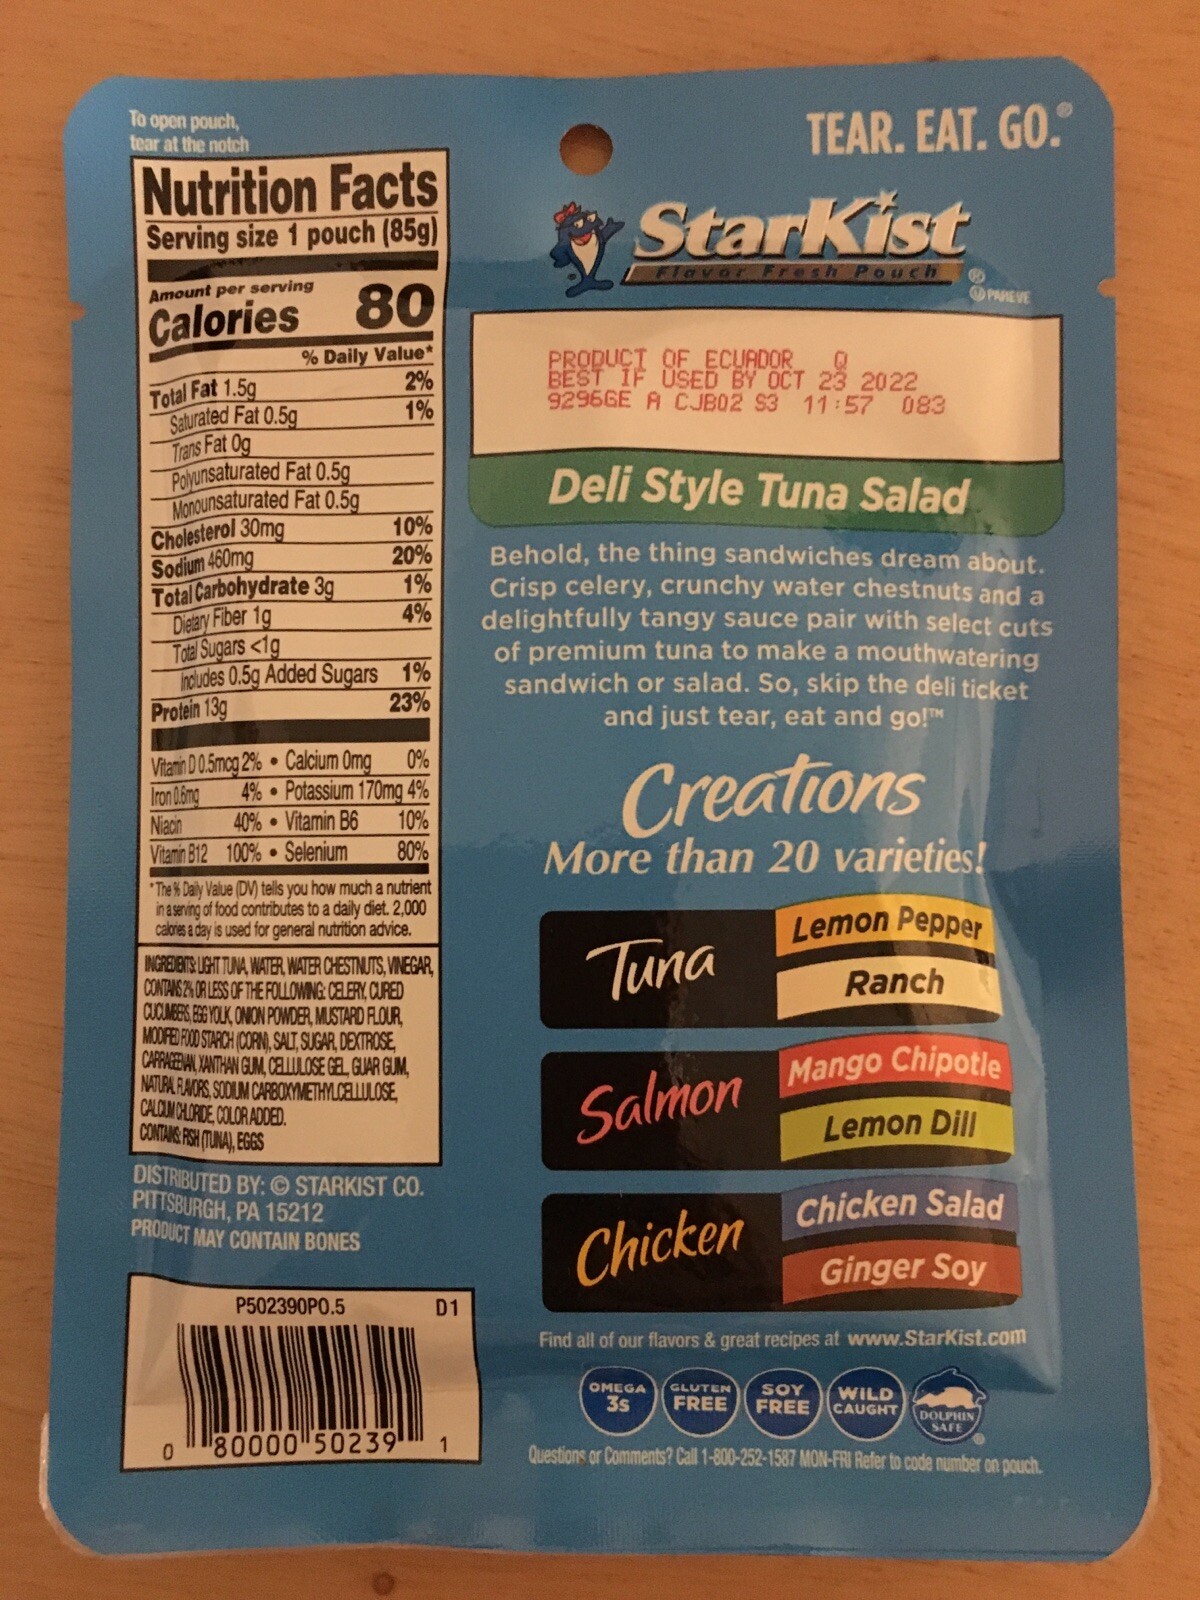 To open pouch,
tear at the notch
Nutrition Facts
Serving size 1 pouch (85g)
Amount per serving
Calories 80
% Daily Value*
Total Fat 1.5g 2%
Saturated Fat 0.5g 1%
Trans Fat 0g
Polyunsaturated Fat 0.5g
Monounsaturated Fat 0.5g
Cholesterol 30mg 10%
Sodium 460mg 20%
Total Carbohydrate 3g 1%
Dietary Fiber 1g 4%
Total Sugars <1g
Includes 0.5g Added Sugars 1%
Protein 13g 23%
Vitamin D 0.5mcg 2% • Calcium 0mg 0%
Iron 0.6mg 4% • Potassium 170mg 4%
Niacin 40% • Vitamin B6 10%
Vitamin B12 100% • Selenium 80%
*The % Daily Value (DV) tells you how much a nutrient
in a serving of food contributes to a daily diet. 2,000
calories a day is used for general nutrition advice.
INGREDIENTS: LIGHT TUNA, WATER, WATER CHESTNUTS, VINEGAR,
CONTAINS 2% OR LESS OF THE FOLLOWING: CELERY, CURED
CUCUMBERS, EGG YOLK, ONION POWDER, MUSTARD FLOUR,
MODIFIED FOOD STARCH (CORN), SALT, SUGAR, DEXTROSE,
CARRAGEENAN, XANTHAN GUM, CELLULOSE GEL, GUAR GUM,
NATURAL FLAVORS, SODIUM CARBOXYMETHYLCELLULOSE,
CALCIUM CHLORIDE, COLOR ADDED.
CONTAINS: FISH (TUNA), EGGS
DISTRIBUTED BY: © STARKIST CO.
PITTSBURGH, PA 15212
PRODUCT MAY CONTAIN BONES
P502390P0.5 D1
0 80000 50239 1
TEAR. EAT. GO.®
StarKist
Flavor Fresh Pouch ®
Ⓤ PAREVE
PRODUCT OF ECUADOR Q
BEST IF USED BY OCT 23 2022
9296GE A CJB02 S3 11:57 083
Deli Style Tuna Salad
Behold, the thing sandwiches dream about.
Crisp celery, crunchy water chestnuts and a
delightfully tangy sauce pair with select cuts
of premium tuna to make a mouthwatering
sandwich or salad. So, skip the deli ticket
and just tear, eat and go!™
Creations
More than 20 varieties!
Tuna
Lemon Pepper
Ranch
Salmon
Mango Chipotle
Lemon Dill
Chicken
Chicken Salad
Ginger Soy
Find all of our flavors & great recipes at www.StarKist.com
OMEGA
3s
GLUTEN
FREE
SOY
FREE
WILD
CAUGHT
DOLPHIN
SAFE
®
Questions or Comments? Call 1-800-252-1587 MON-FRI Refer to code number on pouch.